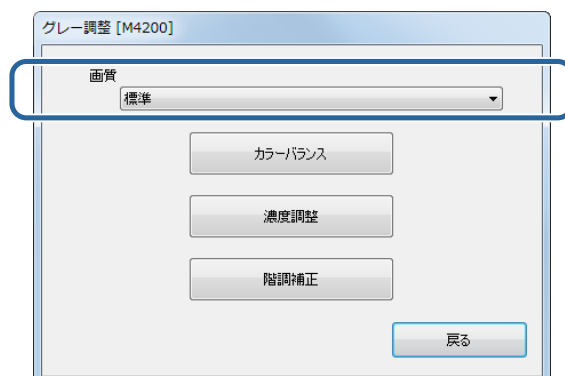 グレー調整 [M4200]
画質
標準
カラーバランス
濃度調整
階調補正
戻る